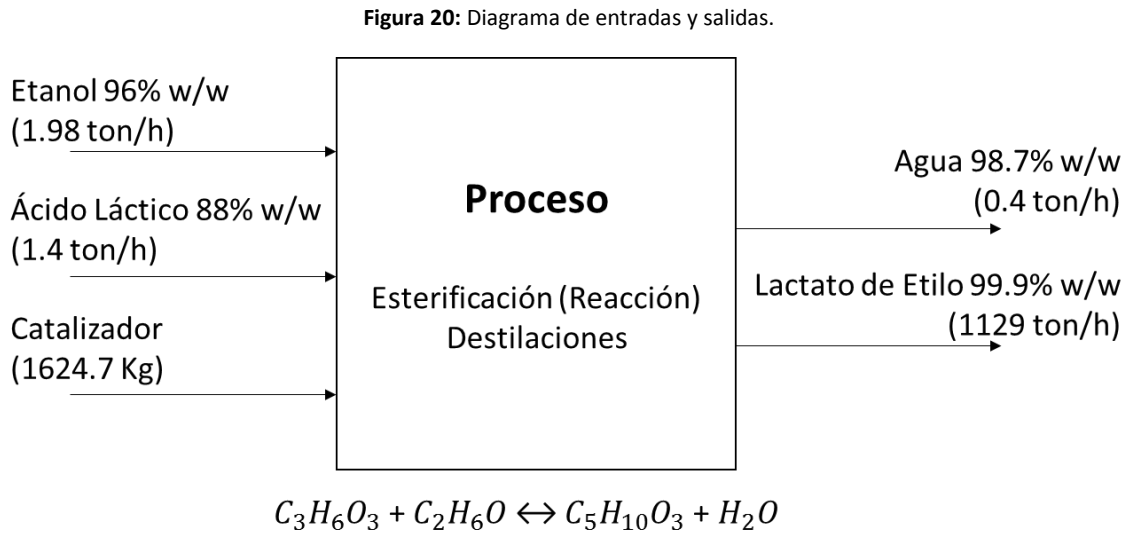 Figura 20: Diagrama de entradas y salidas.
Etanol 96% w/w
(1.98 ton/h)
Ácido Láctico 88% w/w
(1.4 ton/h)
Catalizador
(1624.7 Kg)
Proceso
Esterificación (Reacción)
Destilaciones
Agua 98.7% w/w
(0.4 ton/h)
Lactato de Etilo 99.9% w/w
(1129 ton/h)
C₃H₆O₃ + C₂H₆O ↔ C₅H₁₀O₃ + H₂O